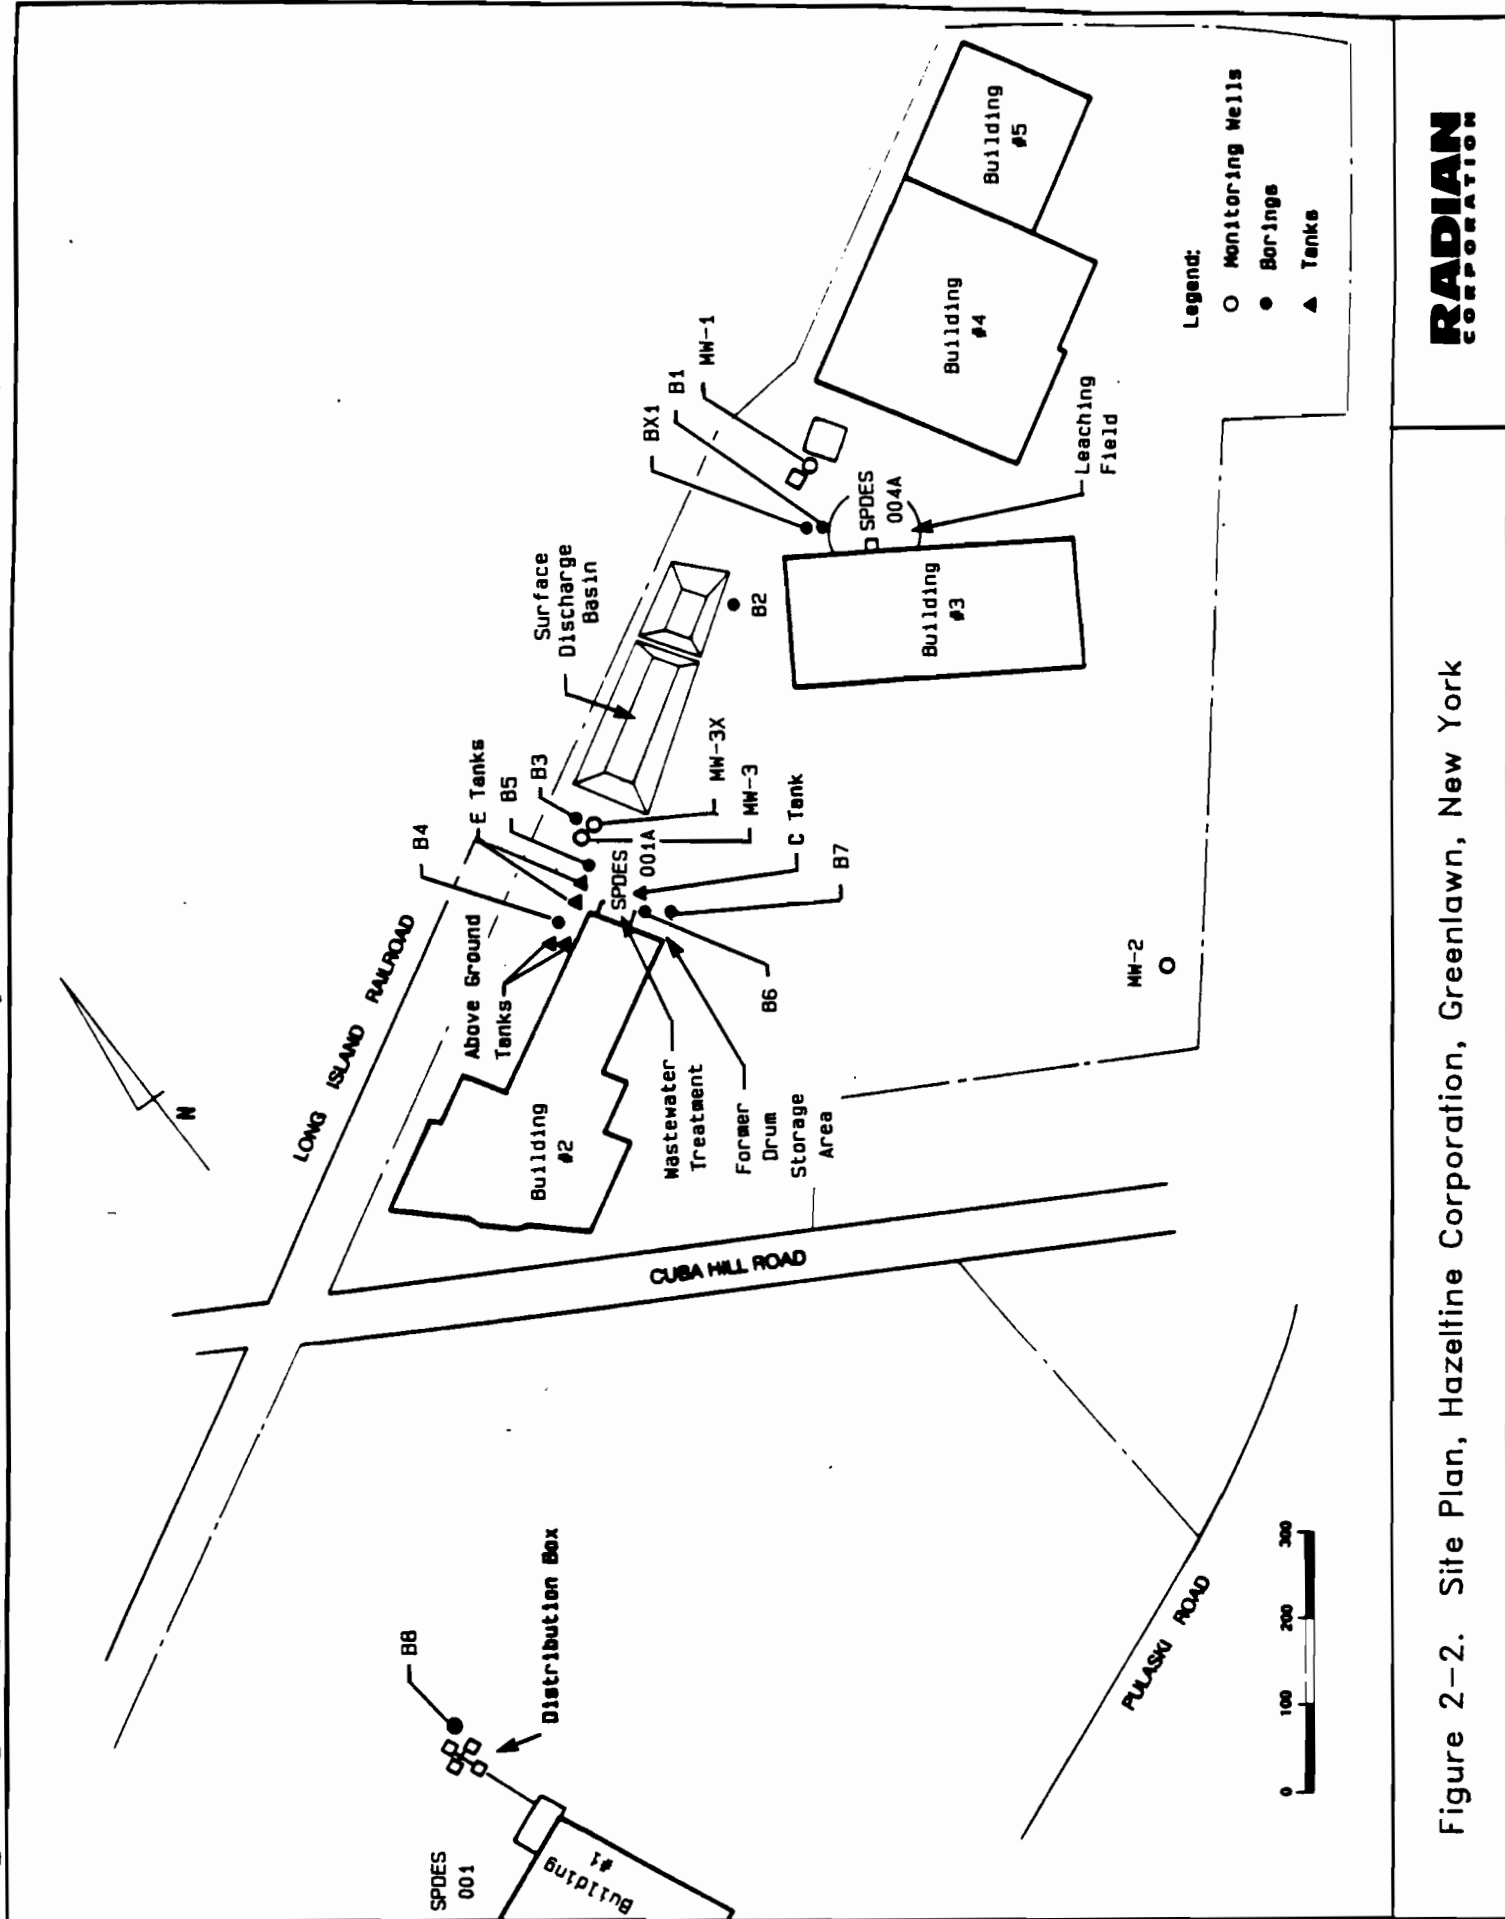 LONG ISLAND RAILROAD
N
B4
E Tanks
B5
B3
Surface
Discharge
Basin
BX1
B1
MW-1
Building
#5
Building
#4
Above Ground
Tanks
SPDES
001A
MW-3X
MW-3
C Tank
B7
B6
B2
SPDES
004A
Leaching
Field
Building
#3
Building
#2
Wastewater
Treatment
Former
Drum
Storage
Area
MW-2
CUBA HILL ROAD
Legend:
Monitoring Wells
Borings
Tanks
B8
Distribution Box
SPDES
001
Building
#1
PULASKI ROAD
0 100 200 300
Figure 2-2. Site Plan, Hazeltine Corporation, Greenlawn, New York
RADIAN
CORPORATION